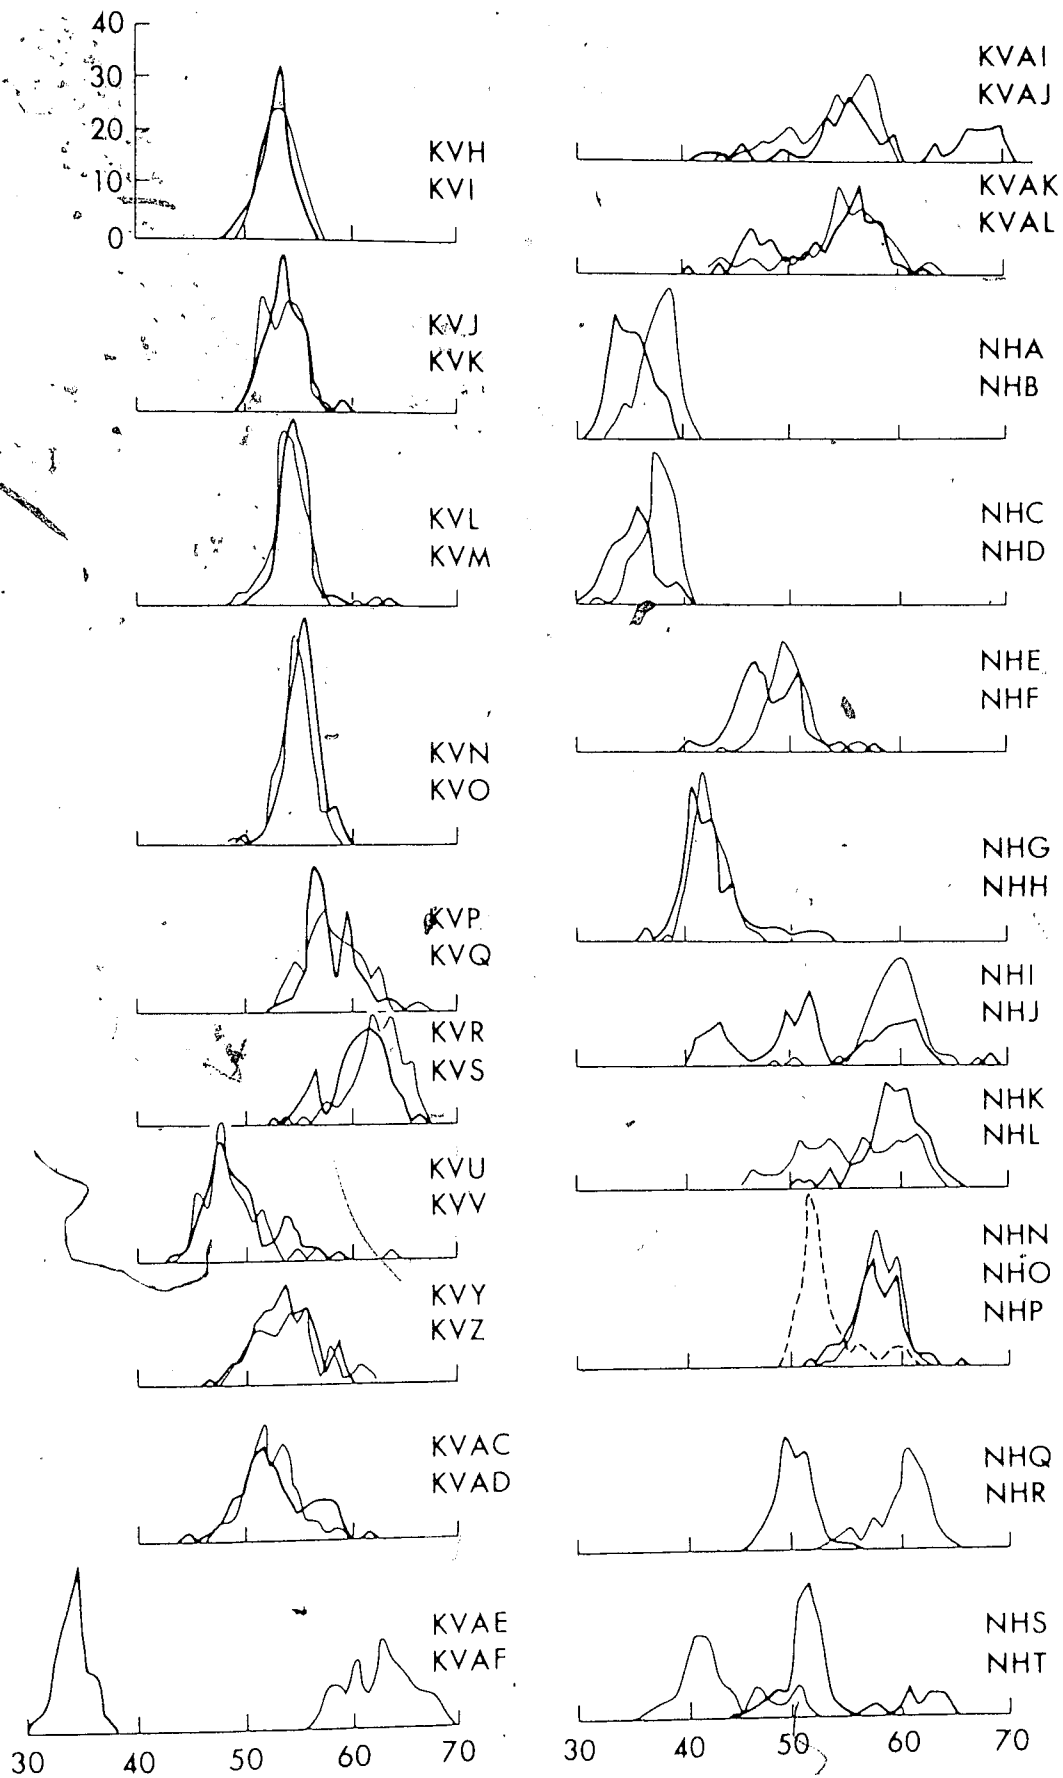 40
30
20
10
0
KVH
KVI
KVJ
KVK
KVL
KVM
KVN
KVO
KVP
KVQ
KVR
KVS
KVU
KVV
KVY
KVZ
KVAC
KVAD
KVAE
KVAF
30 40 50 60 70
KVAI
KVAJ
KVAK
KVAL
NHA
NHB
NHC
NHD
NHE
NHF
NHG
NHH
NHI
NHJ
NHK
NHL
NHN
NHO
NHP
NHQ
NHR
NHS
NHT
30 40 50 60 70